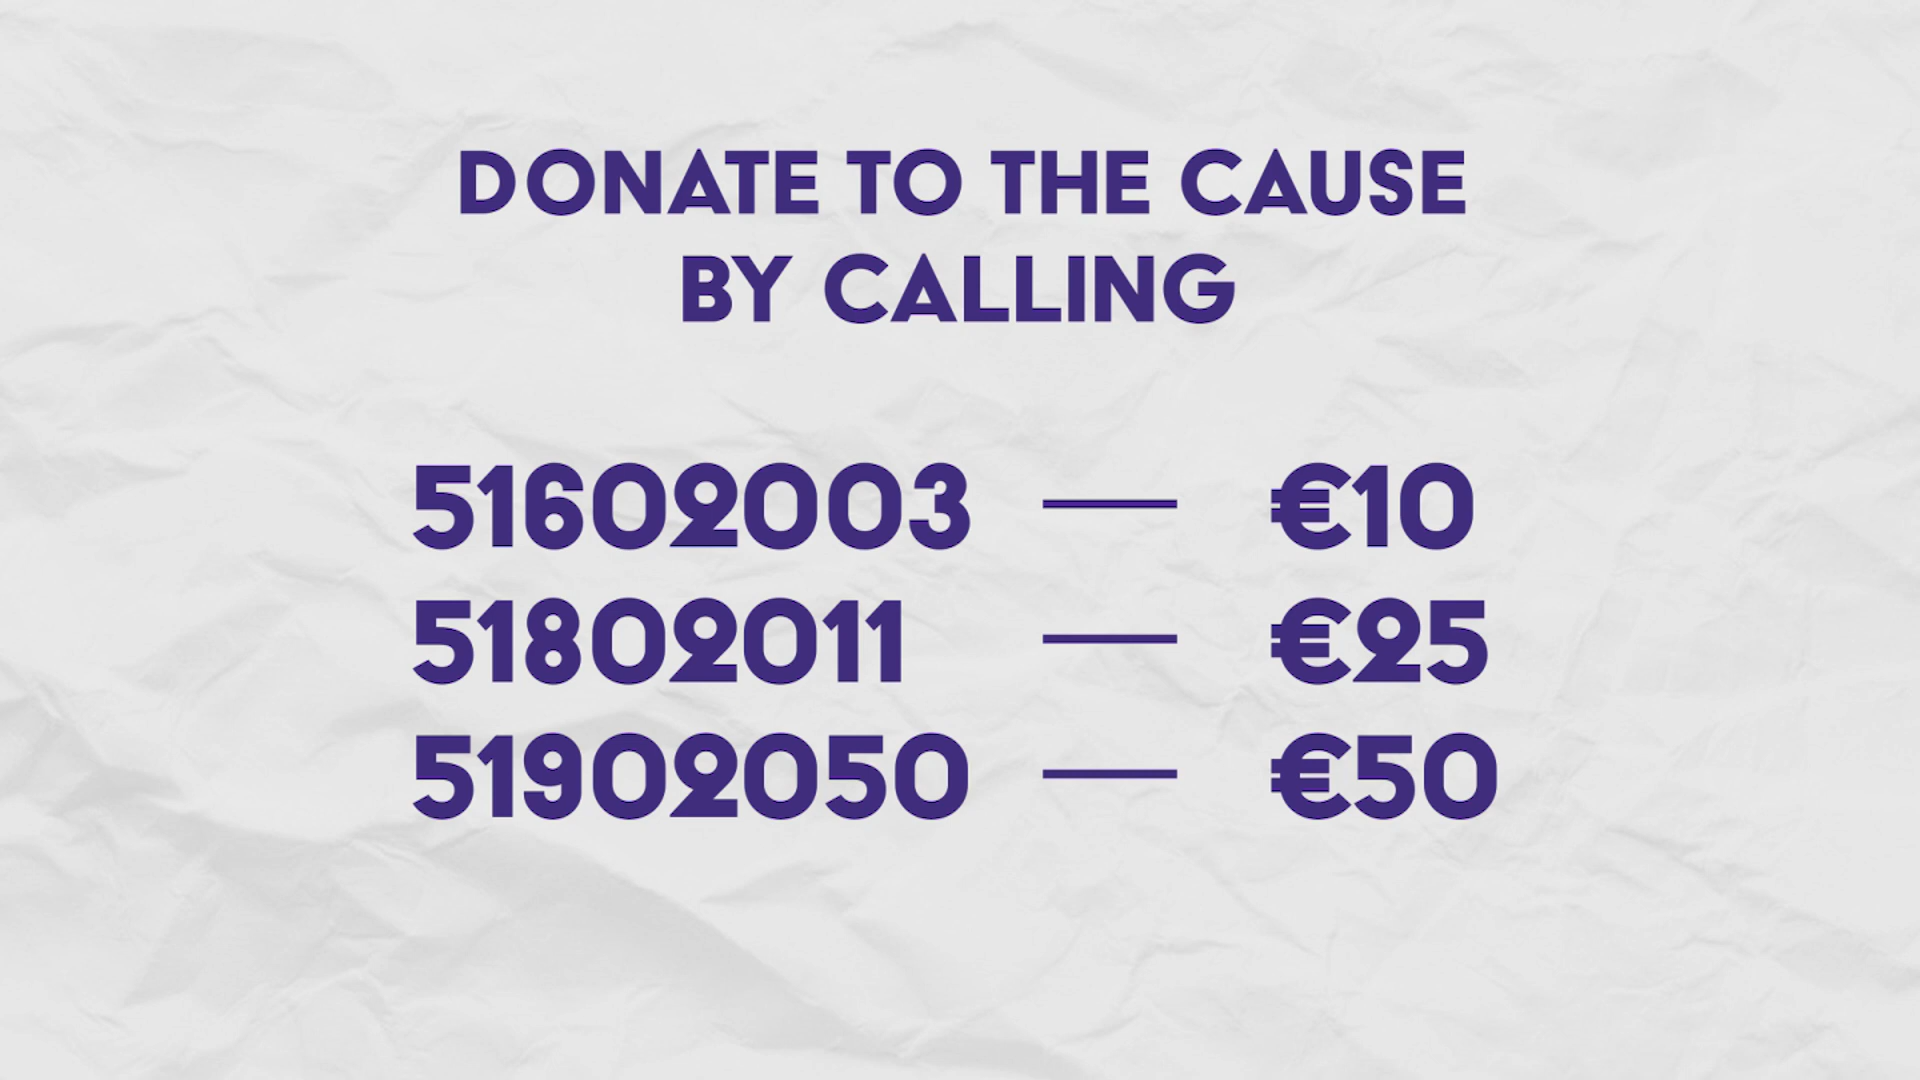 DONATE TO THE CAUSE
BY CALLING
51602003 — €10
51802011 — €25
51902050 — €50